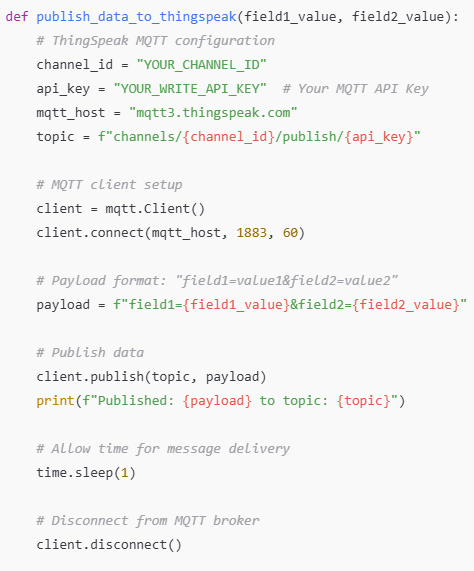 def publish_data_to_thingspeak(field1_value, field2_value):
    # ThingSpeak MQTT configuration
    channel_id = "YOUR_CHANNEL_ID"
    api_key = "YOUR_WRITE_API_KEY"  # Your MQTT API Key
    mqtt_host = "mqtt3.thingspeak.com"
    topic = f"channels/{channel_id}/publish/{api_key}"

    # MQTT client setup
    client = mqtt.Client()
    client.connect(mqtt_host, 1883, 60)

    # Payload format: "field1=value1&field2=value2"
    payload = f"field1={field1_value}&field2={field2_value}"

    # Publish data
    client.publish(topic, payload)
    print(f"Published: {payload} to topic: {topic}")

    # Allow time for message delivery
    time.sleep(1)

    # Disconnect from MQTT broker
    client.disconnect()